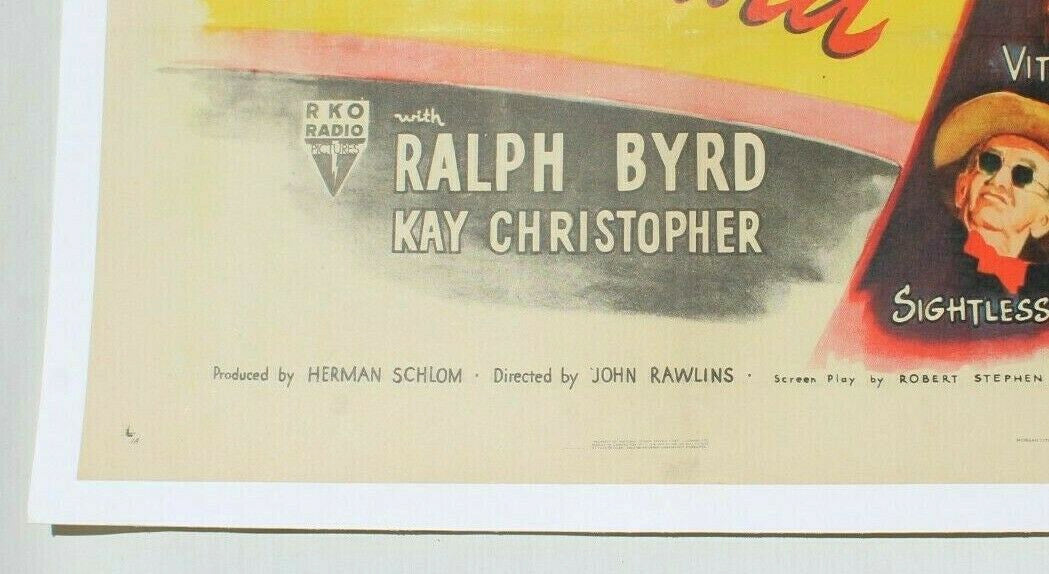 VIT
RKO
RADIO
PICTURES
with
RALPH BYRD
KAY CHRISTOPHER
SIGHTLESS
Produced by HERMAN SCHLOM · Directed by JOHN RAWLINS · Screen Play by ROBERT STEPHEN